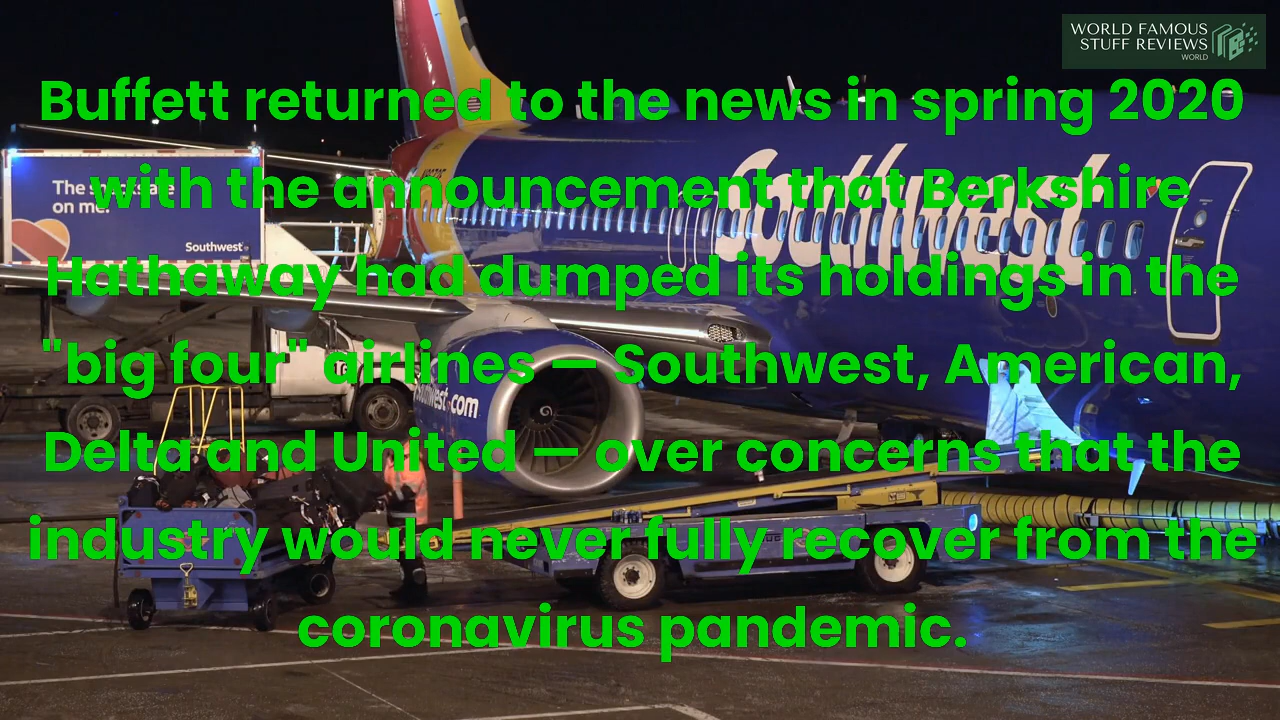 WORLD FAMOUS
STUFF REVIEWS
WORLD
Buffett returned to the news in spring 2020
with the announcement that Berkshire
Hathaway had dumped its holdings in the
"big four" airlines — Southwest, American,
Delta and United — over concerns that the
industry would never fully recover from the
coronavirus pandemic.
Southwest
The snacks are
on me.
Southwest
southwest.com